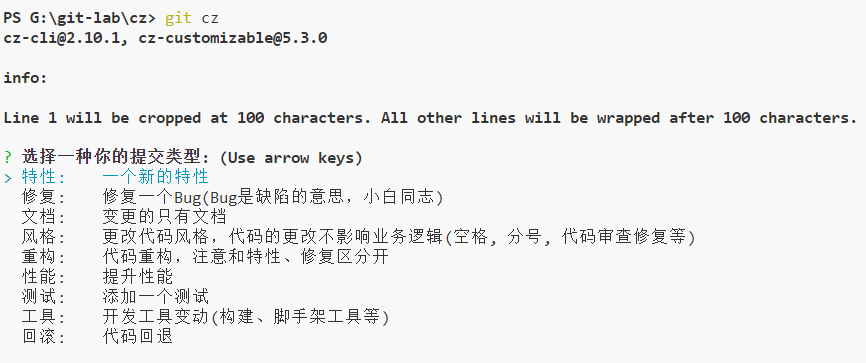 PS G:\git-lab\cz> git cz
cz-cli@2.10.1, cz-customizable@5.3.0
info:
Line 1 will be cropped at 100 characters. All other lines will be wrapped after 100 characters.
? 选择一种你的提交类型: (Use arrow keys)
> 特性: 一个新的特性
修复: 修复一个Bug(Bug是缺陷的意思，小白同志)
文档: 变更的只有文档
风格: 更改代码风格，代码的更改不影响业务逻辑(空格, 分号, 代码审查修复等)
重构: 代码重构，注意和特性、修复区分开
性能: 提升性能
测试: 添加一个测试
工具: 开发工具变动(构建、脚手架工具等)
回滚: 代码回退